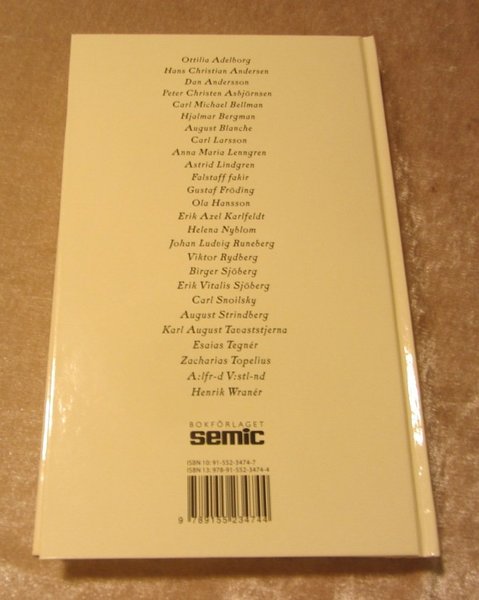 Ottilia Adelborg
Hans Christian Andersen
Dan Andersson
Peter Christen Asbjörnsen
Carl Michael Bellman
Hjalmar Bergman
August Blanche
Carl Larsson
Anna Maria Lenngren
Astrid Lindgren
Falstaff fakir
Gustaf Fröding
Ola Hansson
Erik Axel Karlfeldt
Helena Nyblom
Johan Ludvig Runeberg
Viktor Rydberg
Birger Sjöberg
Erik Vitalis Sjöberg
Carl Snoilsky
August Strindberg
Karl August Tavaststjerna
Esaias Tegnér
Zacharias Topelius
A:lfr-d V:stl-nd
Henrik Wranér
BOKFÖRLAGET
semic
ISBN 10: 91-552-3474-7
ISBN 13: 978-91-552-3474-4
9 789155 234744